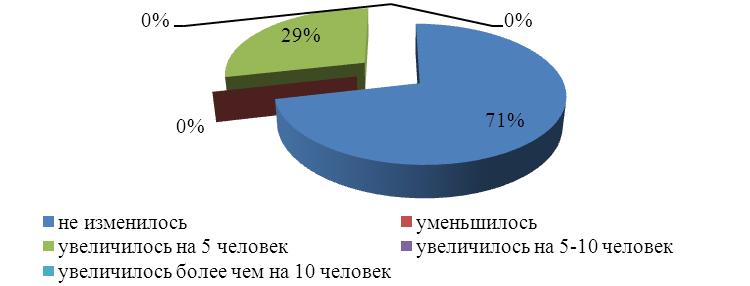 0% 0%
29%
71%
0%
не изменилось уменьшилось
увеличилось на 5 человек увеличилось на 5-10 человек
увеличилось более чем на 10 человек